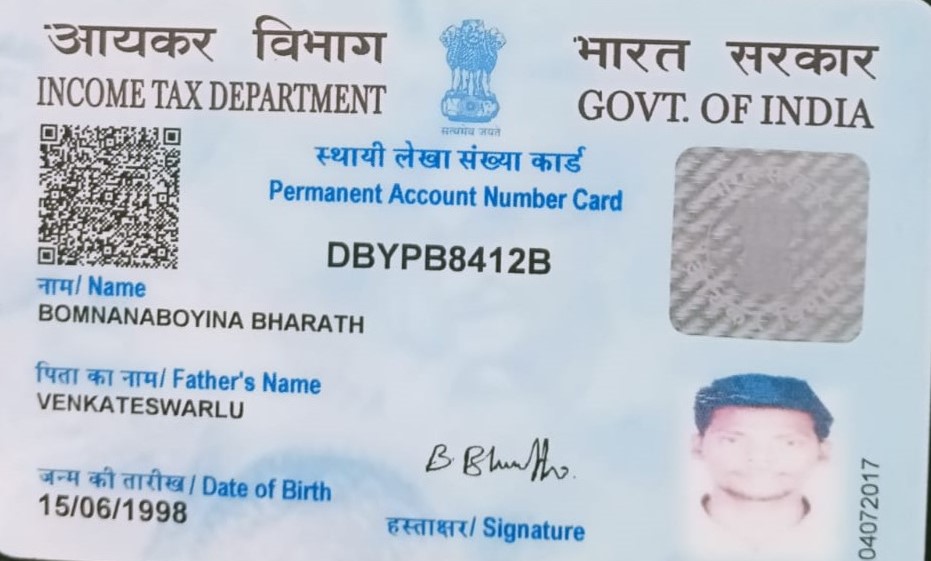 आयकर विभाग
INCOME TAX DEPARTMENT
सत्यमेव जयते
भारत सरकार
GOVT. OF INDIA
स्थायी लेखा संख्या कार्ड
Permanent Account Number Card
DBYPB8412B
नाम/ Name
BOMNANABOYINA BHARATH
पिता का नाम/ Father's Name
VENKATESWARLU
जन्म की तारीख/ Date of Birth
15/06/1998
हस्ताक्षर/ Signature
04072017